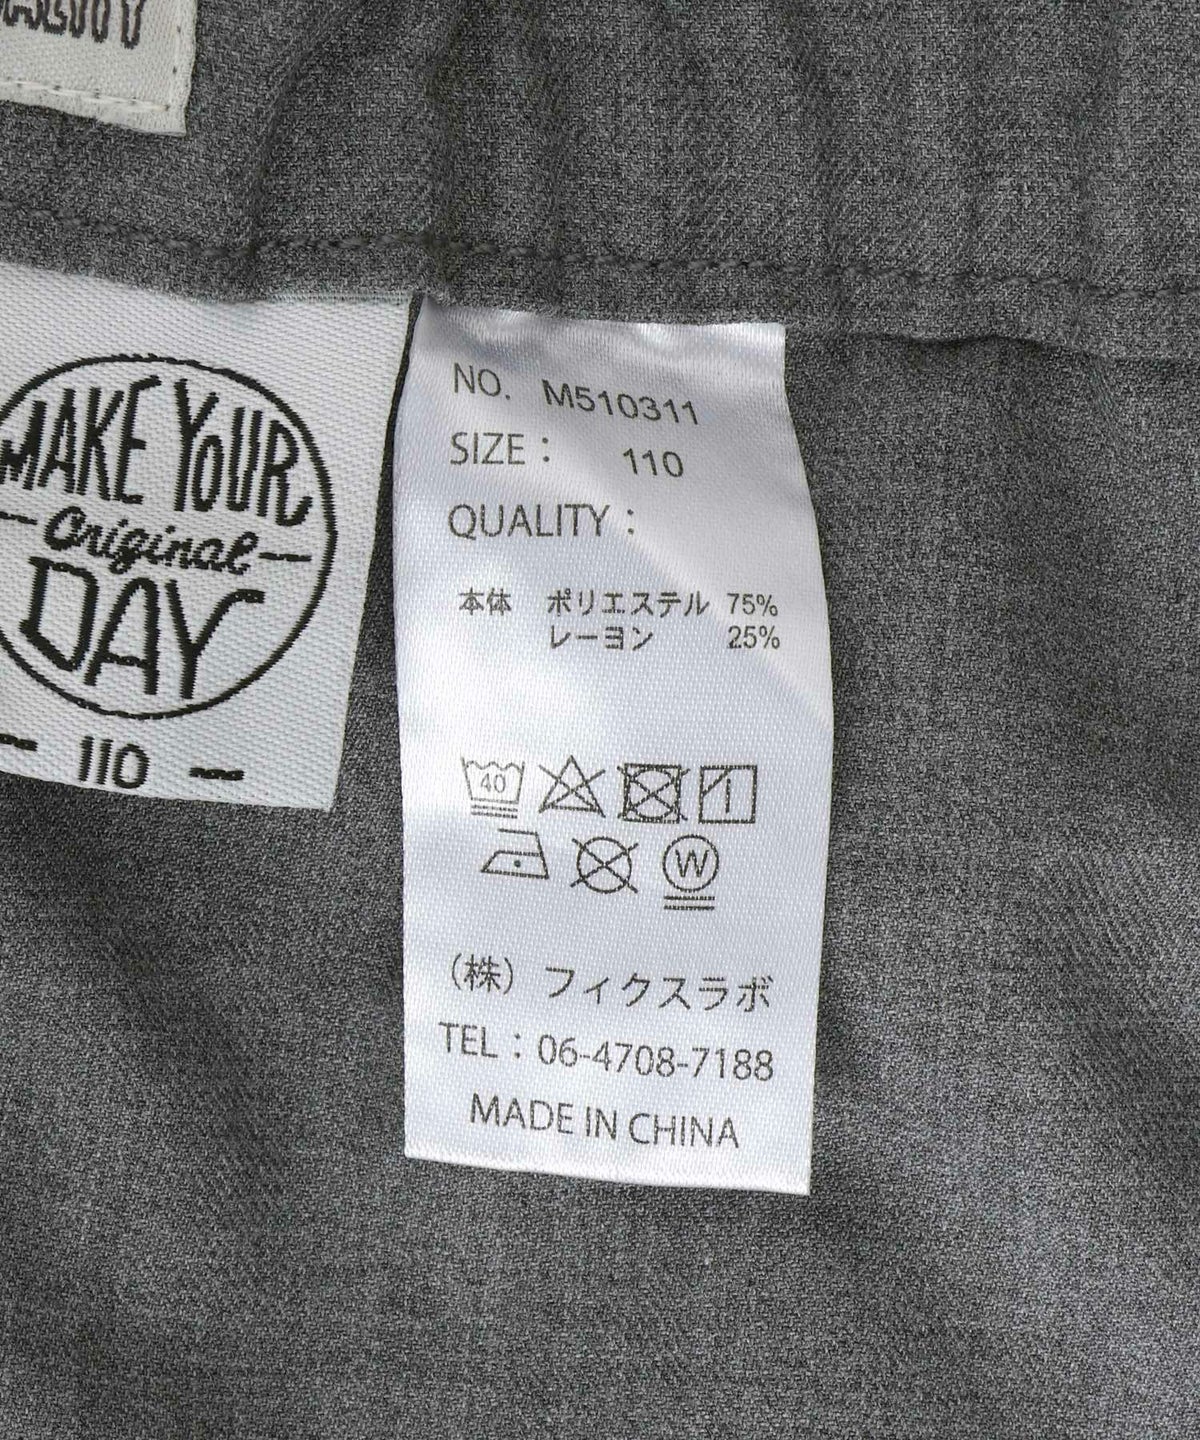 MAKE YOUR
Original
DAY
110
NO. M510311
SIZE : 110
QUALITY :
本体 ポリエステル 75%
レーヨン 25%
40
W
(株) フィクスラボ
TEL : 06-4708-7188
MADE IN CHINA